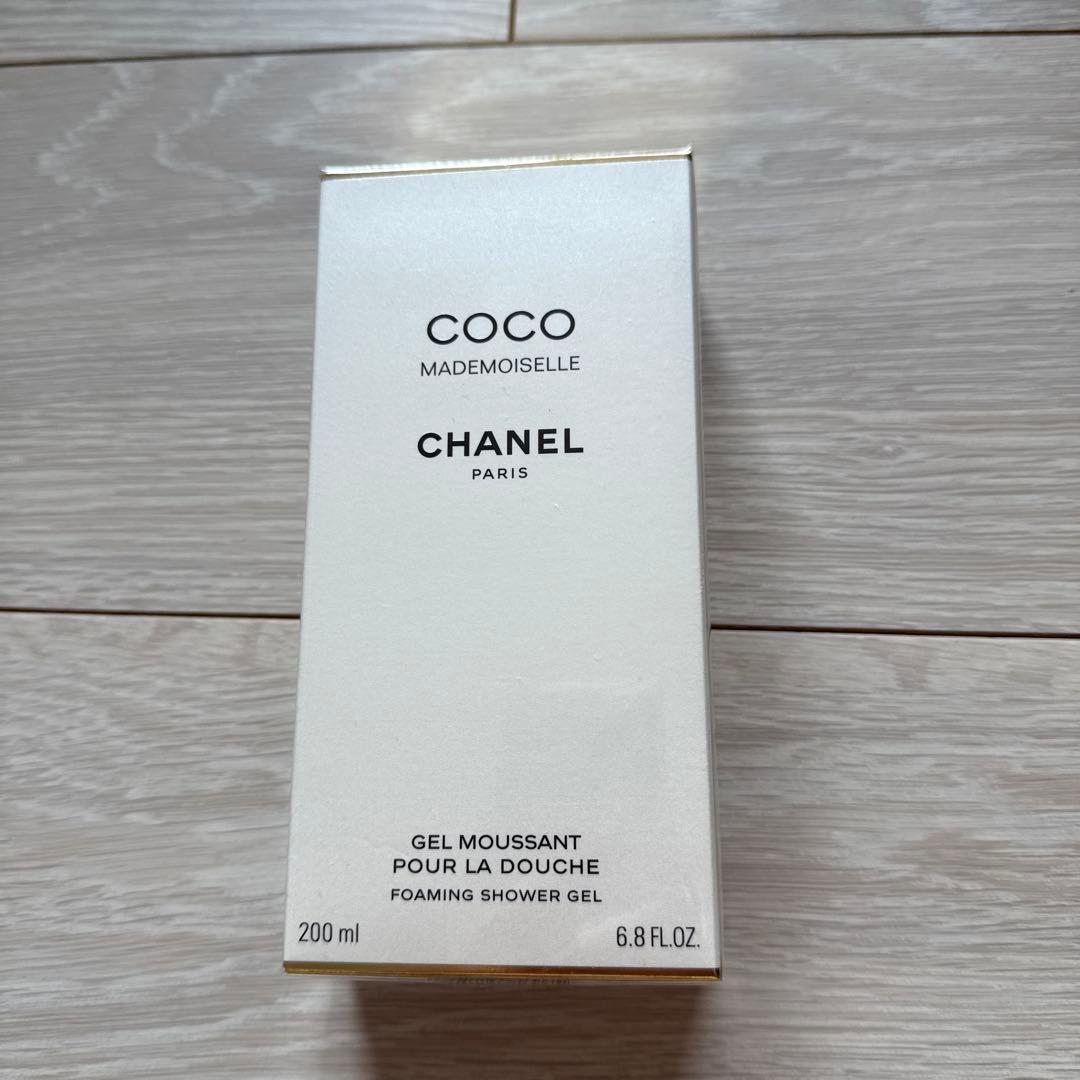 COCO
MADEMOISELLE
CHANEL
PARIS
GEL MOUSSANT
POUR LA DOUCHE
FOAMING SHOWER GEL
200 ml 6.8 FL.OZ.